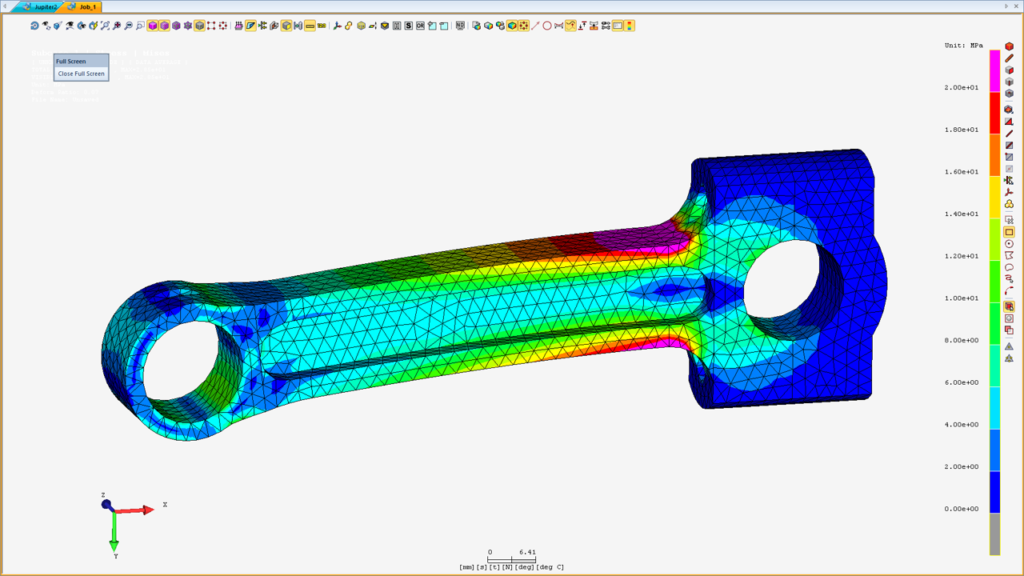 Jupiter2
Job_1
Full Screen
Close Full Screen
Unit: MPa
2.00e+01
1.80e+01
1.60e+01
1.40e+01
1.20e+01
1.00e+01
8.00e+00
6.00e+00
4.00e+00
2.00e+00
0.00e+00
Z
X
Y
0 6.41
[mm][s][t][N][deg][deg C]